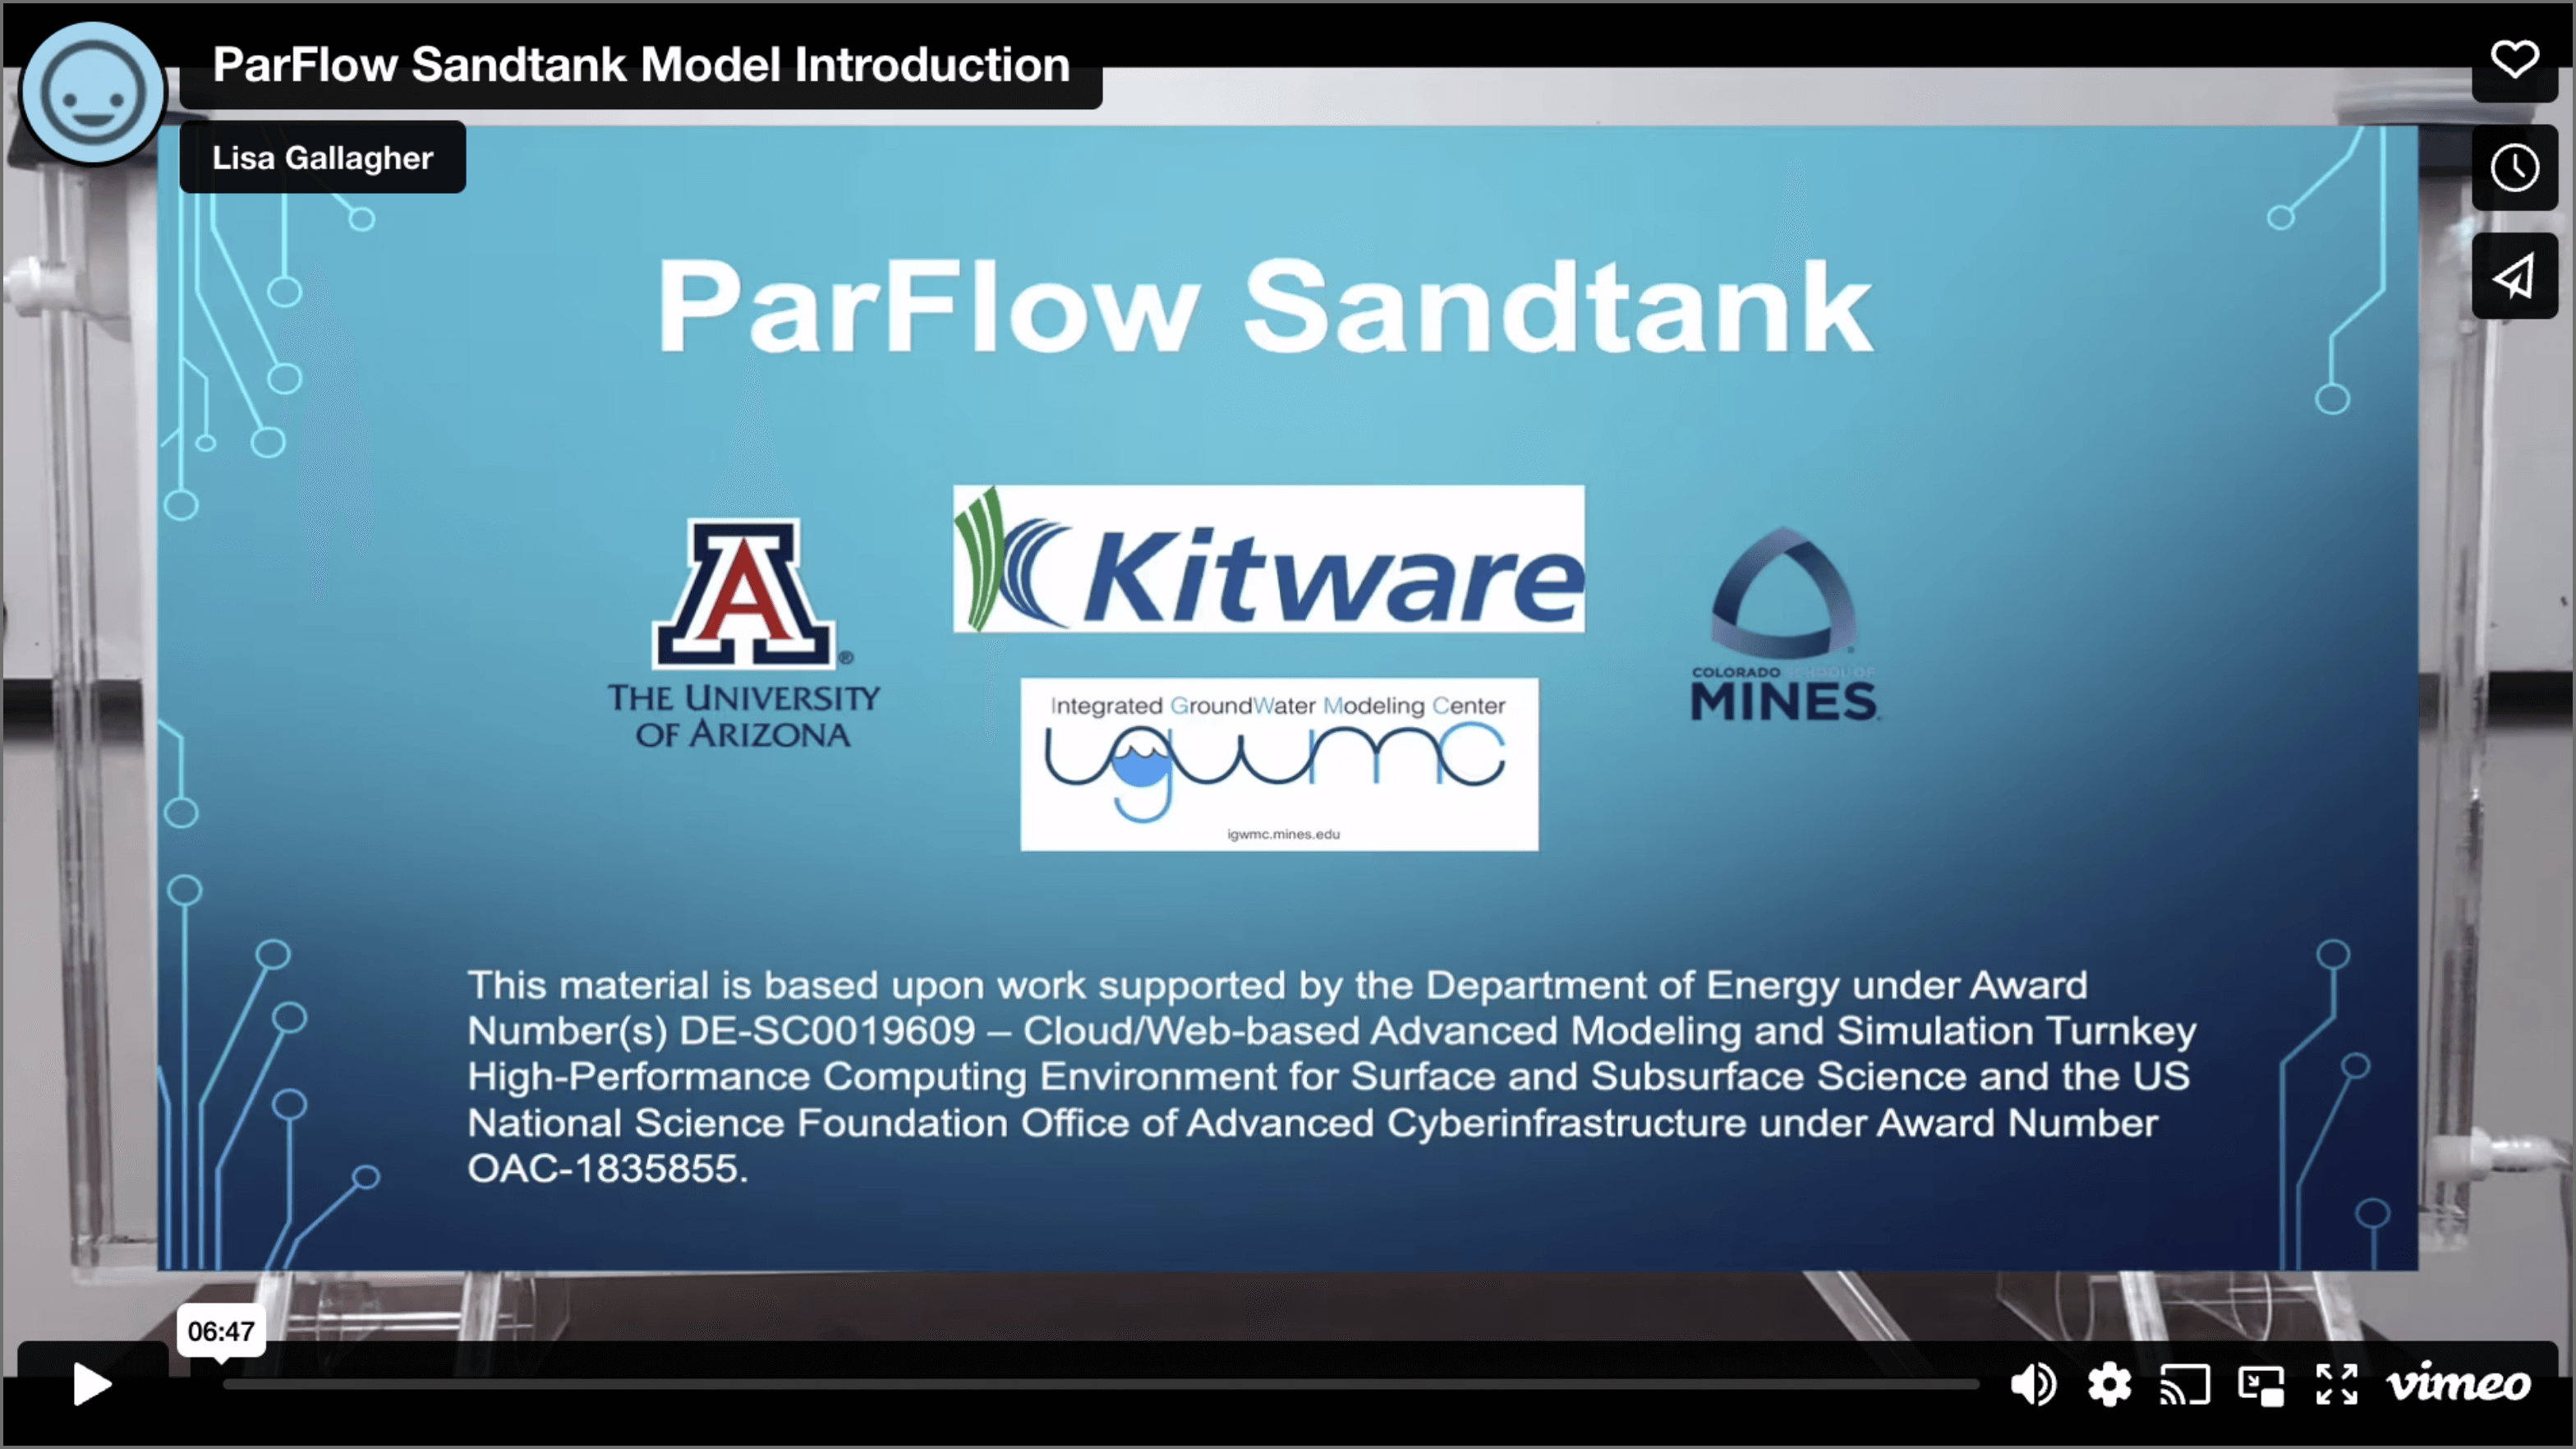 ParFlow Sandtank Model Introduction
Lisa Gallagher
ParFlow Sandtank
A
®
THE UNIVERSITY
OF ARIZONA
Kitware
Integrated GroundWater Modeling Center
igwmc
igwmc.mines.edu
COLORADO SCHOOL OF
MINES
This material is based upon work supported by the Department of Energy under Award
Number(s) DE-SC0019609 – Cloud/Web-based Advanced Modeling and Simulation Turnkey
High-Performance Computing Environment for Surface and Subsurface Science and the US
National Science Foundation Office of Advanced Cyberinfrastructure under Award Number
OAC-1835855.
06:47
vimeo